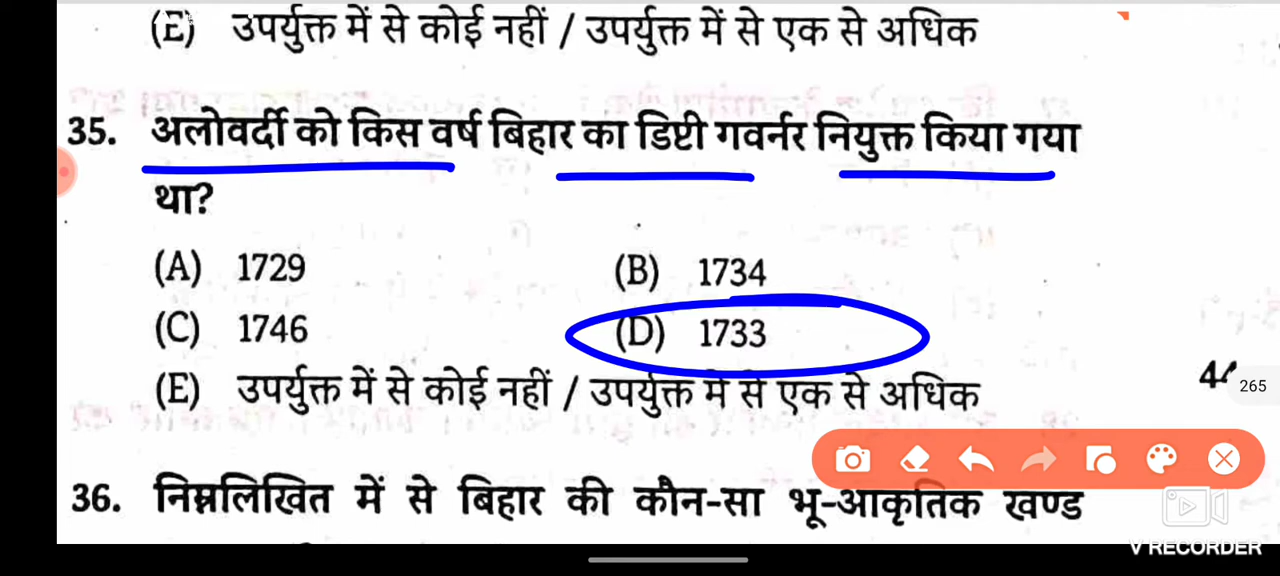 (E) उपर्युक्त में से कोई नहीं / उपर्युक्त में से एक से अधिक
35. अलोवर्दी को किस वर्ष बिहार का डिप्टी गवर्नर नियुक्त किया गया
था?
(A) 1729 (B) 1734
(C) 1746 (D) 1733
(E) उपर्युक्त में से कोई नहीं / उपर्युक्त में से एक से अधिक
265
36. निम्नलिखित में से बिहार की कौन-सा भू-आकृतिक खण्ड
V RECORDER